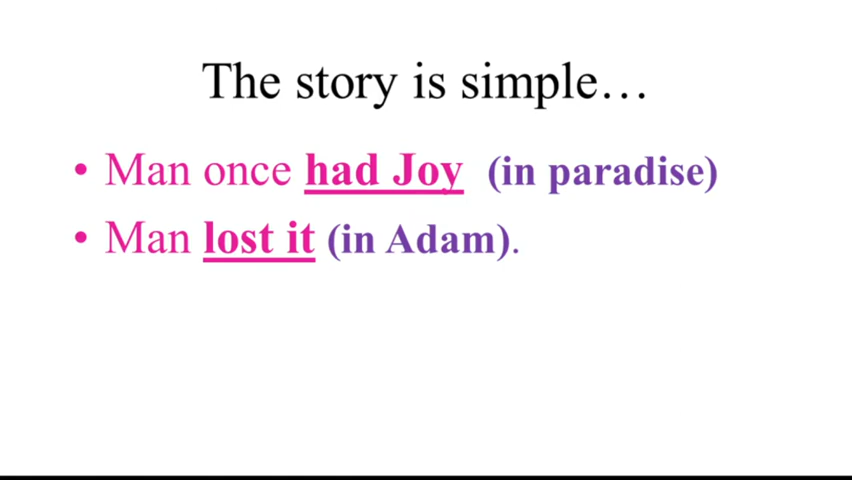 The story is simple…
• Man once had Joy (in paradise)
• Man lost it (in Adam).